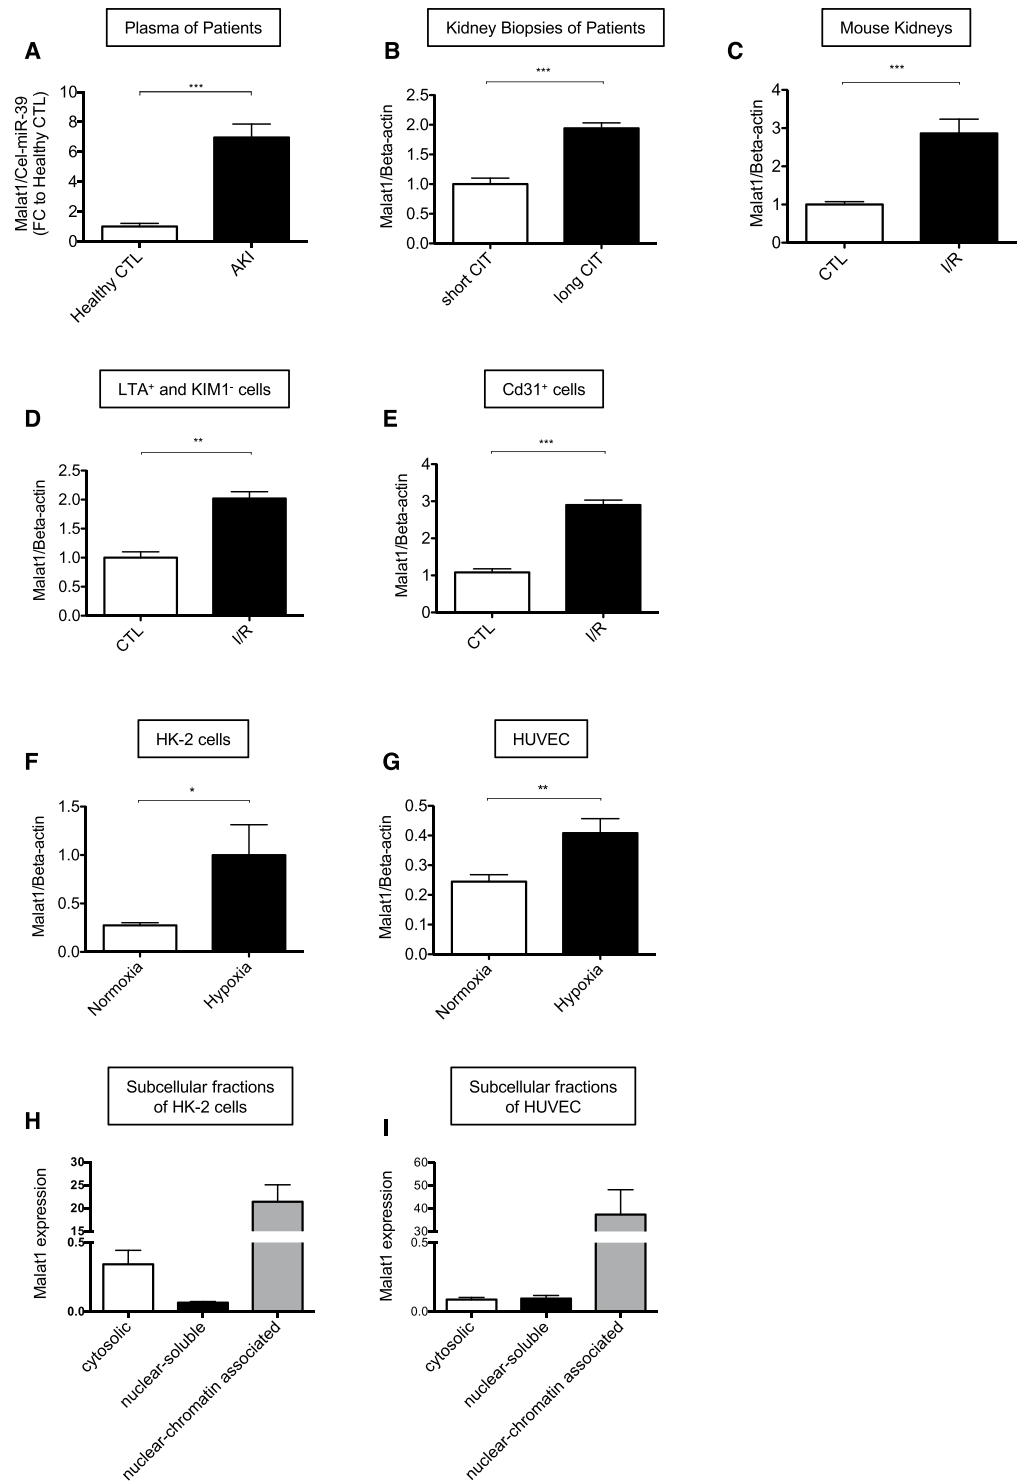 Plasma of Patients
A
***
Malat1/Cel-miR-39
(FC to Healthy CTL)
10
8
6
4
2
0
Healthy CTL
AKI
Kidney Biopsies of Patients
B
***
Malat1/Beta-actin
2.5
2.0
1.5
1.0
0.5
0.0
short CIT
long CIT
Mouse Kidneys
C
***
Malat1/Beta-actin
4
3
2
1
0
CTL
I/R
LTA⁺ and KIM1⁻ cells
D
**
Malat1/Beta-actin
2.5
2.0
1.5
1.0
0.5
0.0
CTL
I/R
Cd31⁺ cells
E
***
Malat1/Beta-actin
4
3
2
1
0
CTL
I/R
HK-2 cells
F
*
Malat1/Beta-actin
1.5
1.0
0.5
0.0
Normoxia
Hypoxia
HUVEC
G
**
Malat1/Beta-actin
0.5
0.4
0.3
0.2
0.1
0.0
Normoxia
Hypoxia
Subcellular fractions
of HK-2 cells
H
Malat1 expression
30
25
20
15
0.5
0.0
cytosolic
nuclear-soluble
nuclear-chromatin associated
Subcellular fractions
of HUVEC
I
Malat1 expression
60
50
40
30
0.5
0.0
cytosolic
nuclear-soluble
nuclear-chromatin associated